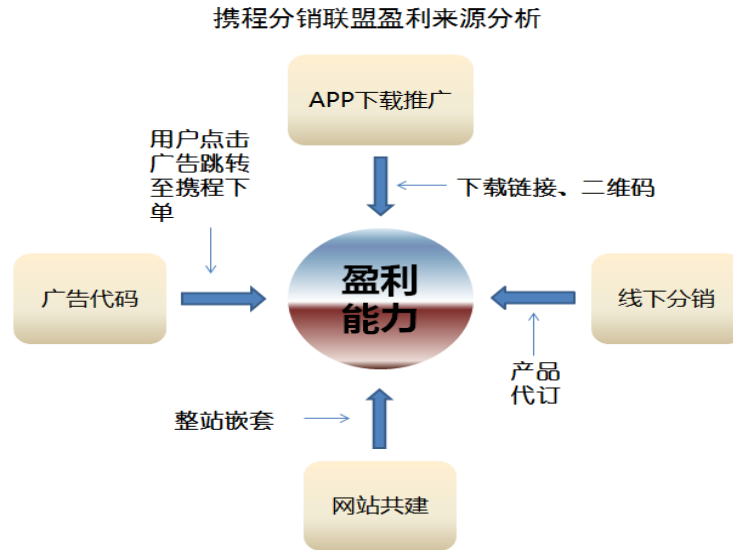 携程分销联盟盈利来源分析
APP下载推广
用户点击
广告跳转
至携程下
单
下载链接、二维码
广告代码
盈利
能力
线下分销
产品
代订
整站嵌套
网站共建